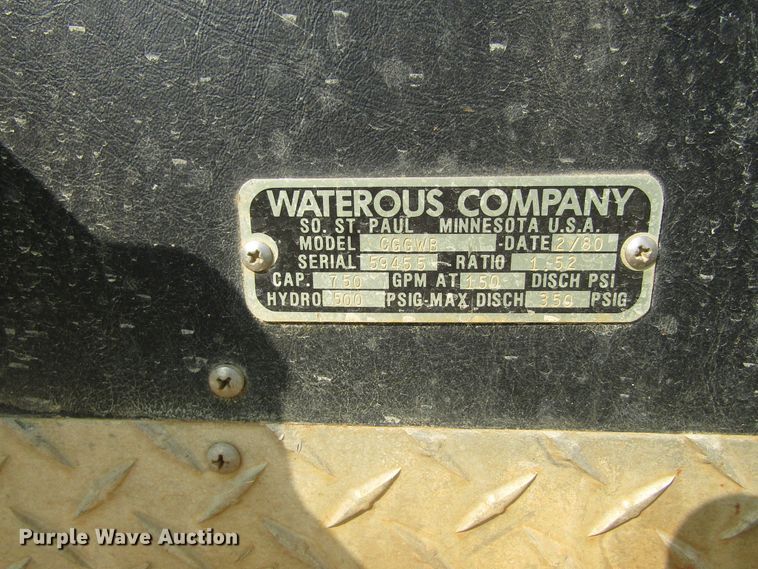 WATEROUS COMPANY
SO. ST. PAUL MINNESOTA U.S.A.
MODEL CGGWB -DATE 2/80
SERIAL 59455 RATIO 1.52
CAP. 750 GPM AT 150 DISCH PSI
HYDRO 500 PSIG-MAX DISCH 350 PSIG
Purple Wave Auction